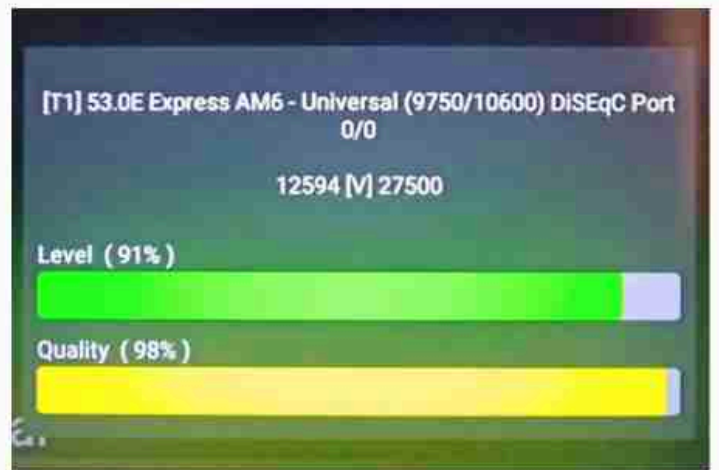 [T1] 53.0E Express AM6 - Universal (9750/10600) DiSEqC Port
0/0
12594 [V] 27500
Level ( 91% )
Quality ( 98% )